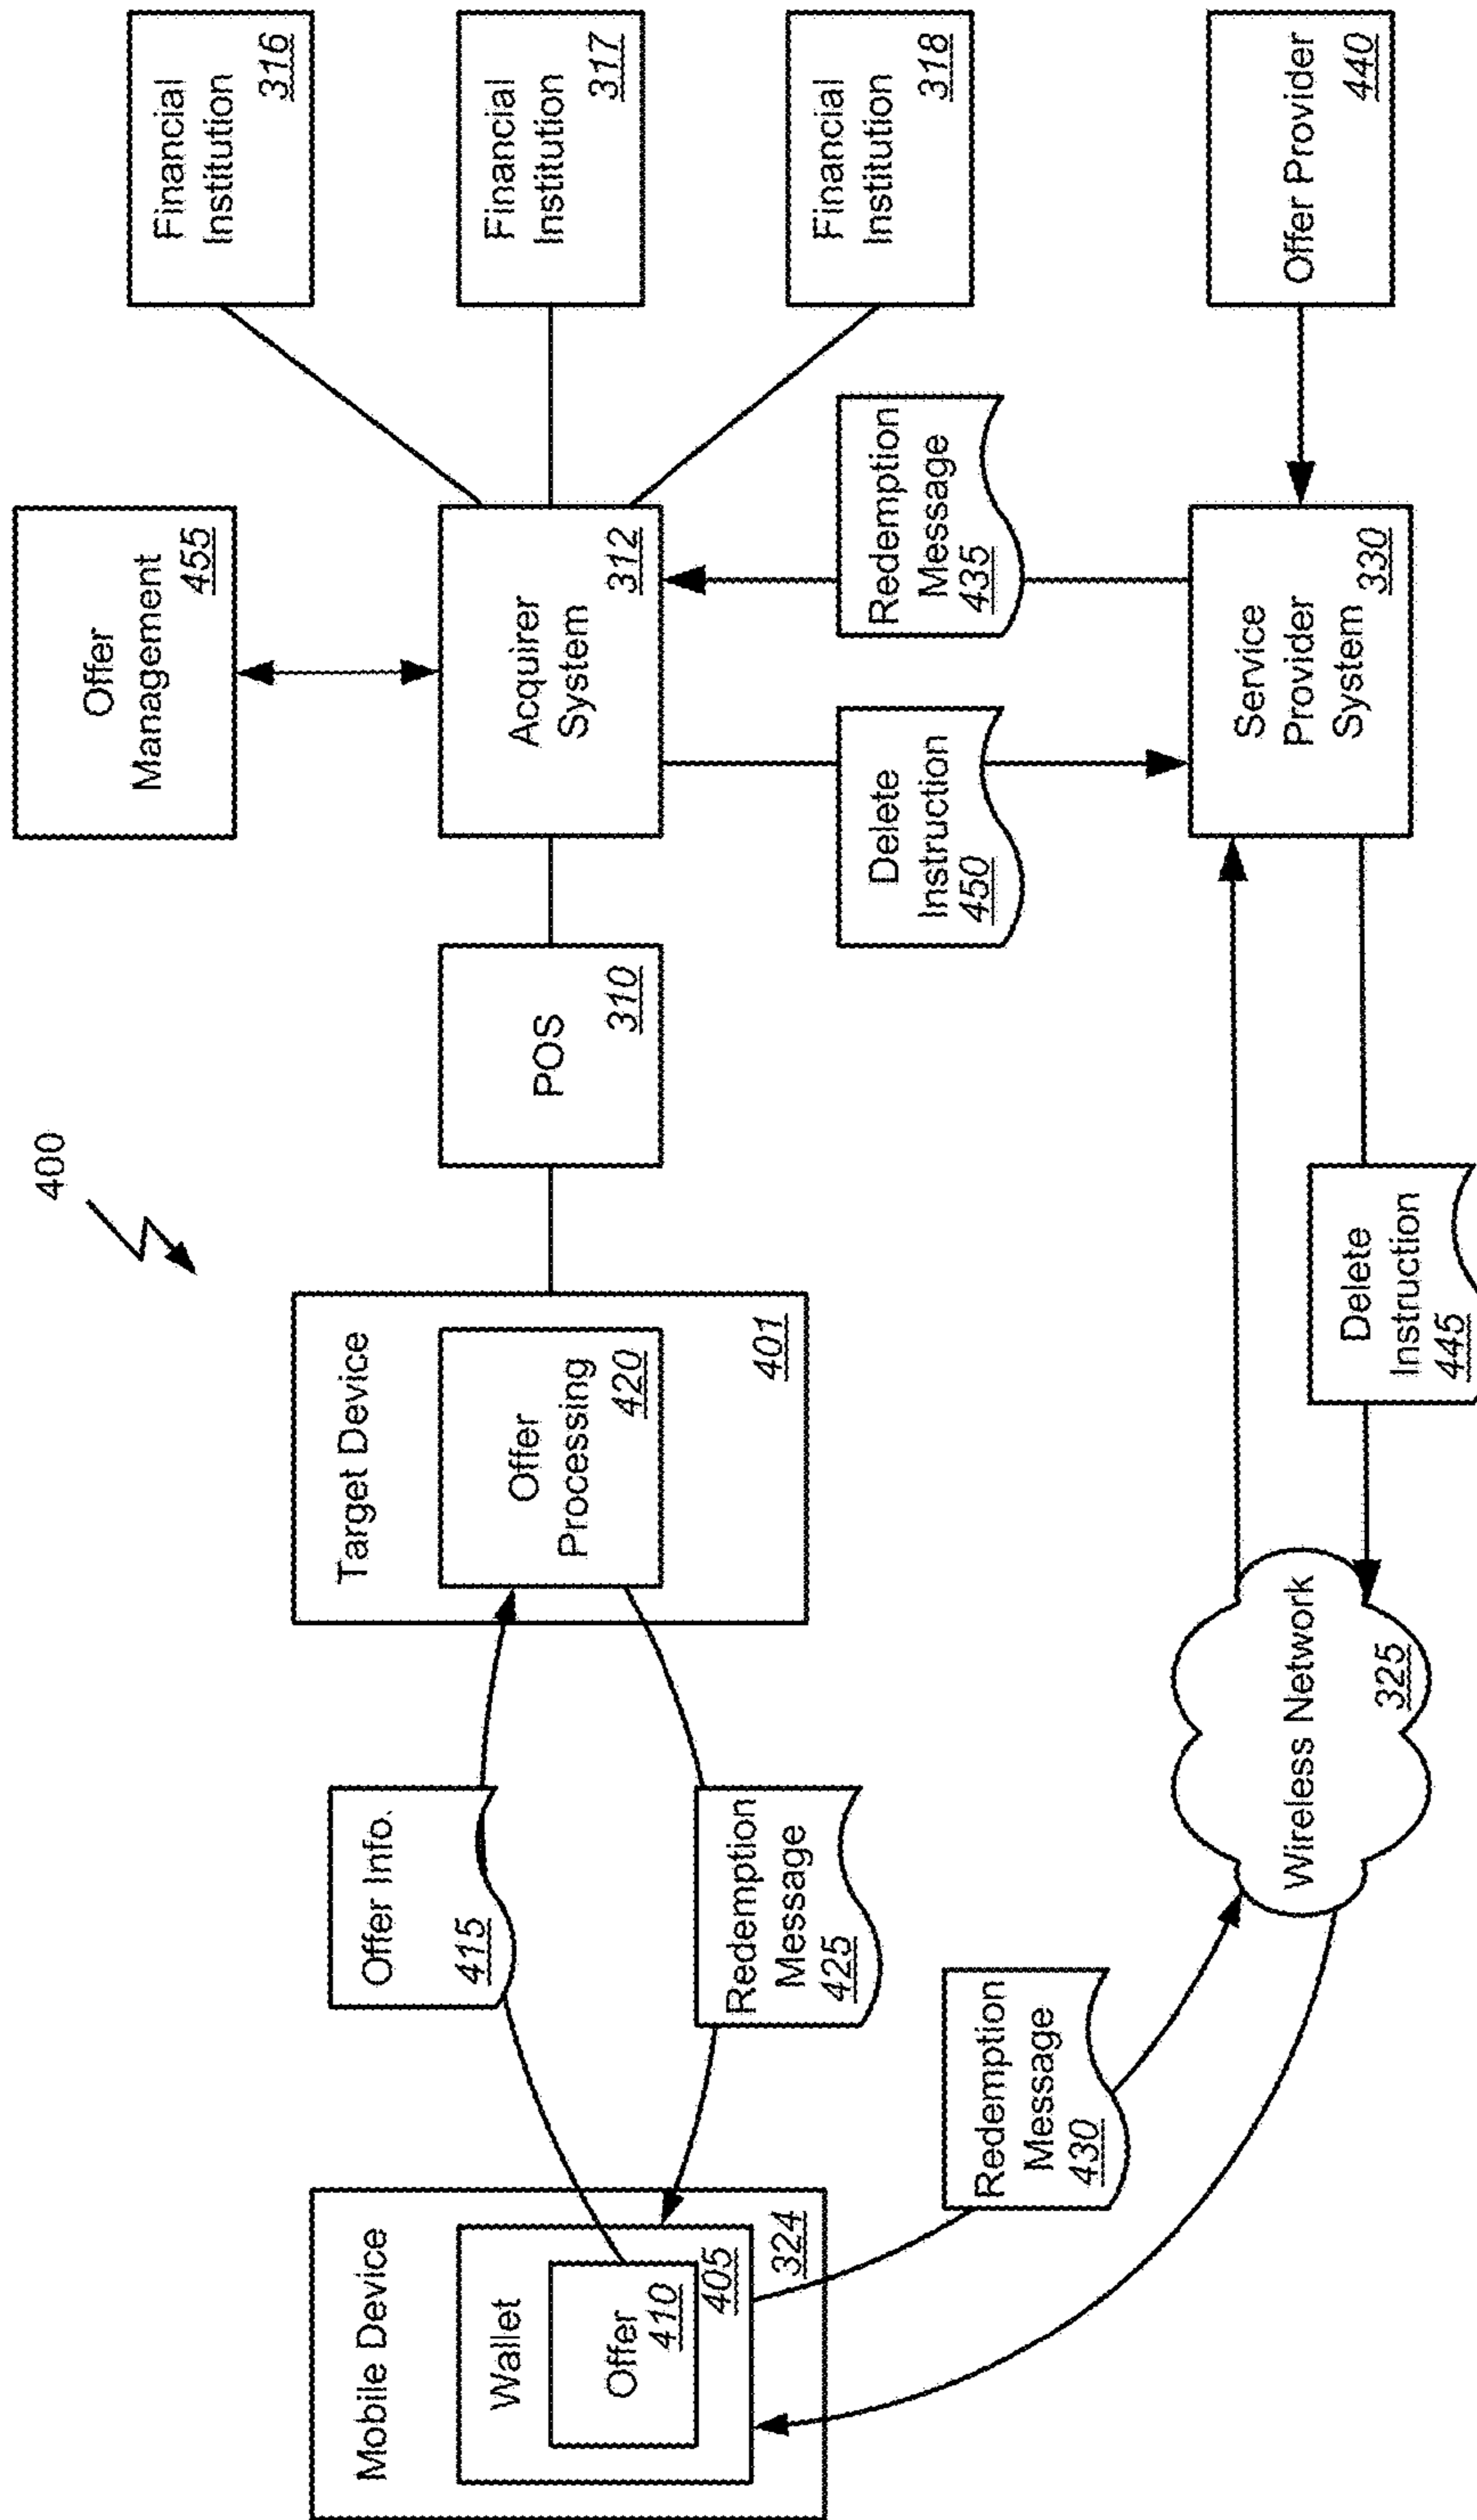 400
Mobile Device
324
Wallet
405
Offer
410
Offer Info.
415
Redemption
Message
425
Target Device
401
Offer
Processing
420
POS
310
Offer
Management
455
Acquirer
System
312
Financial
Institution
316
Financial
Institution
317
Financial
Institution
318
Redemption
Message
430
Wireless Network
325
Delete
Instruction
445
Delete
Instruction
450
Redemption
Message
435
Service
Provider
System
330
Offer Provider
440